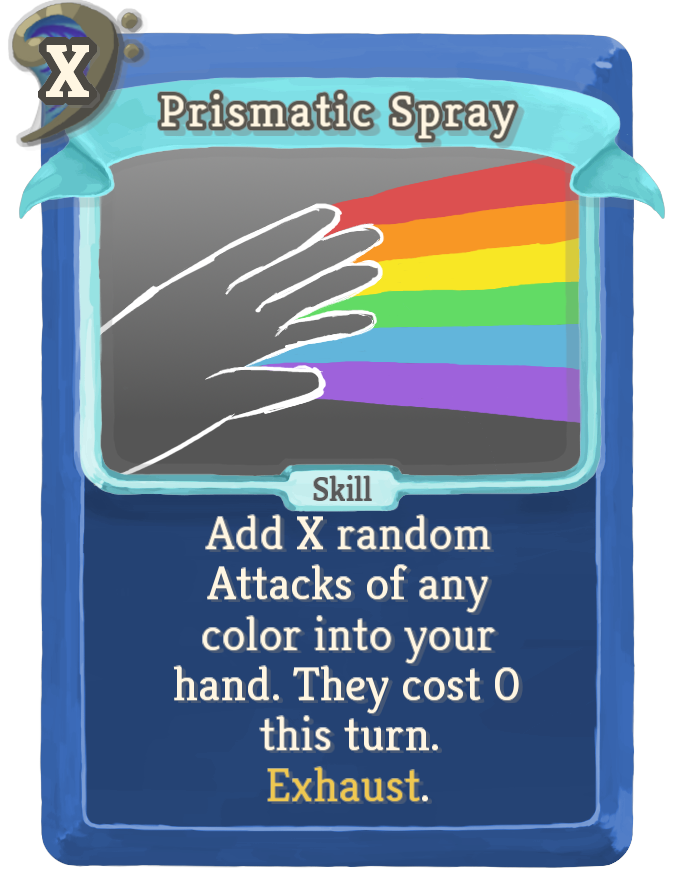 X
Prismatic Spray
Skill
Add X random
Attacks of any
color into your
hand. They cost 0
this turn.
Exhaust.